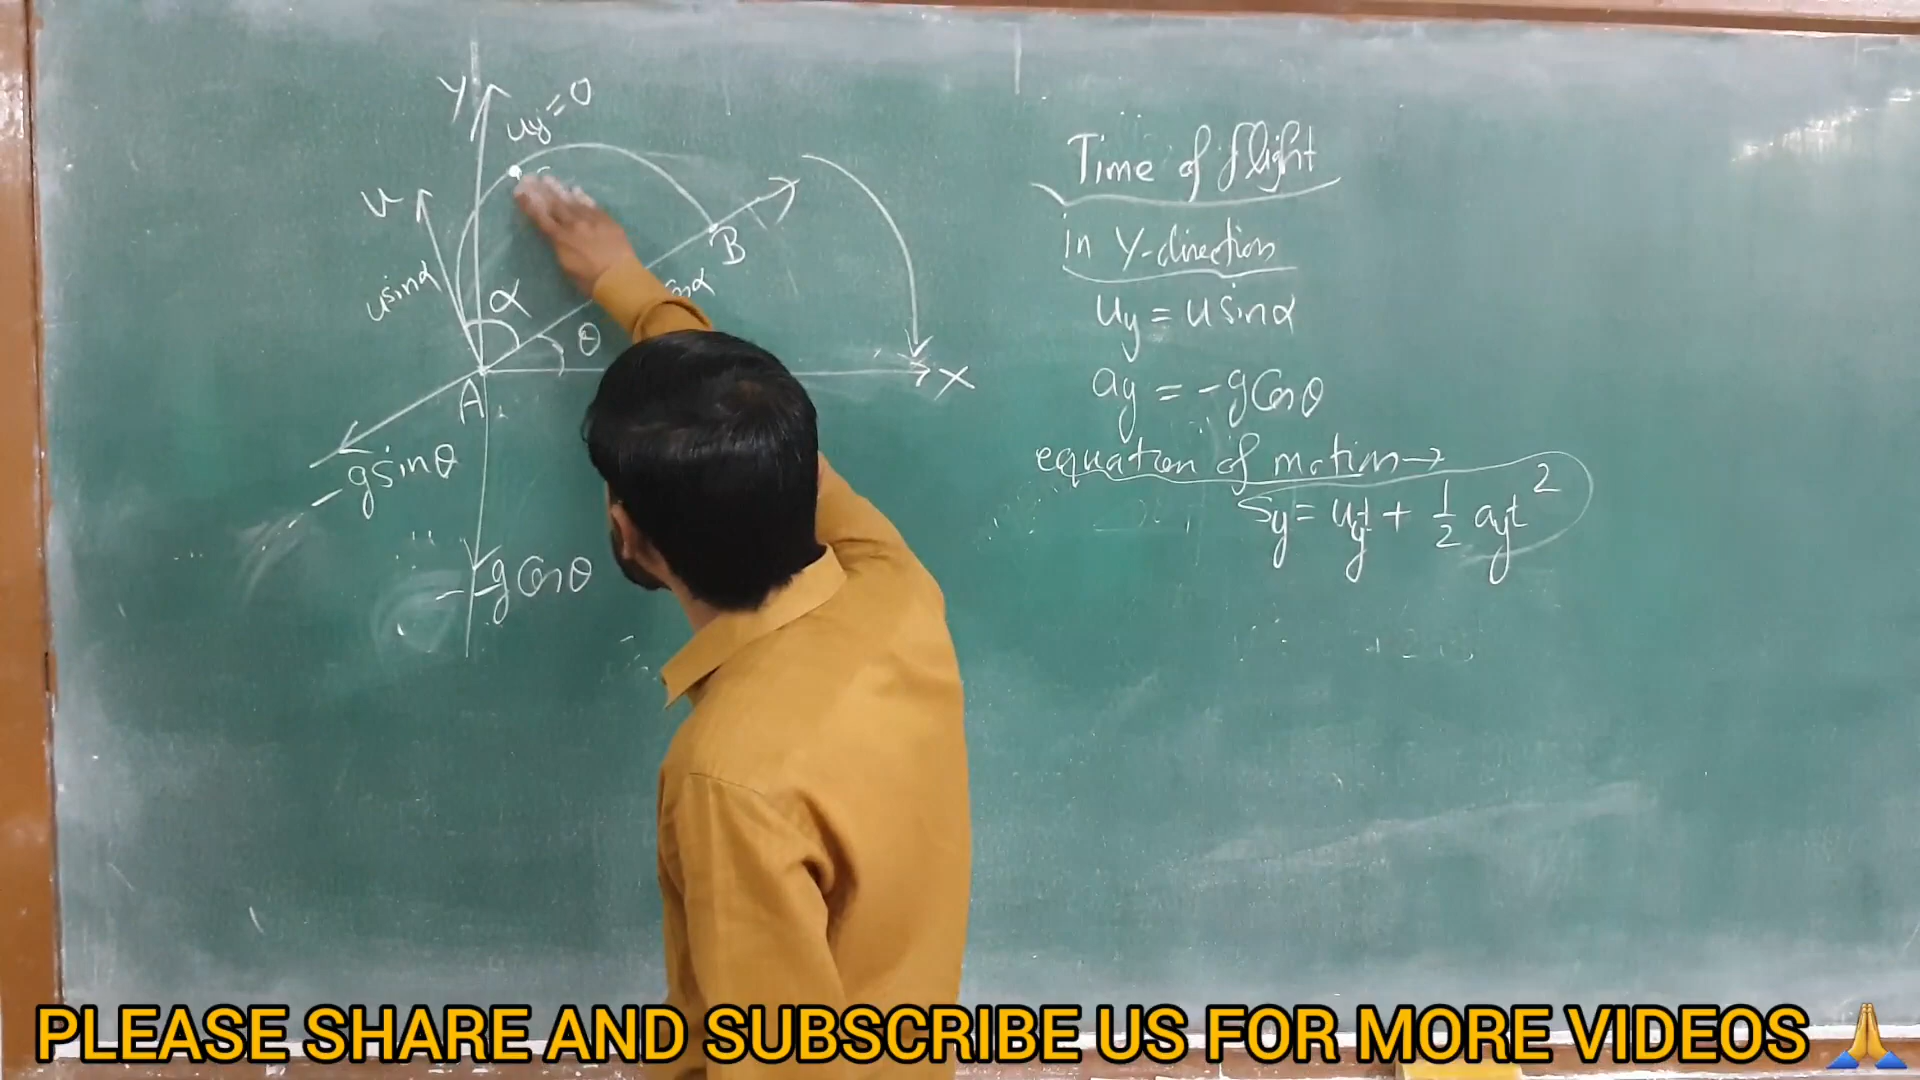 Y
uy = 0
u
usinα
α
θ
B
cosα
A
X
- gsinθ
- gCosθ
Time of flight
in Y-direction
uy = usinα
ay = -gCosθ
equation of motion →
Sy = uyt + 1/2 ayt²
PLEASE SHARE AND SUBSCRIBE US FOR MORE VIDEOS 🙏